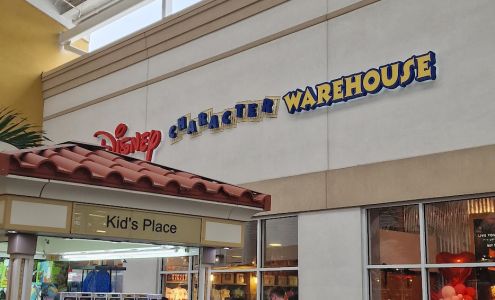 DISNEY CHARACTER WAREHOUSE
Kid's Place